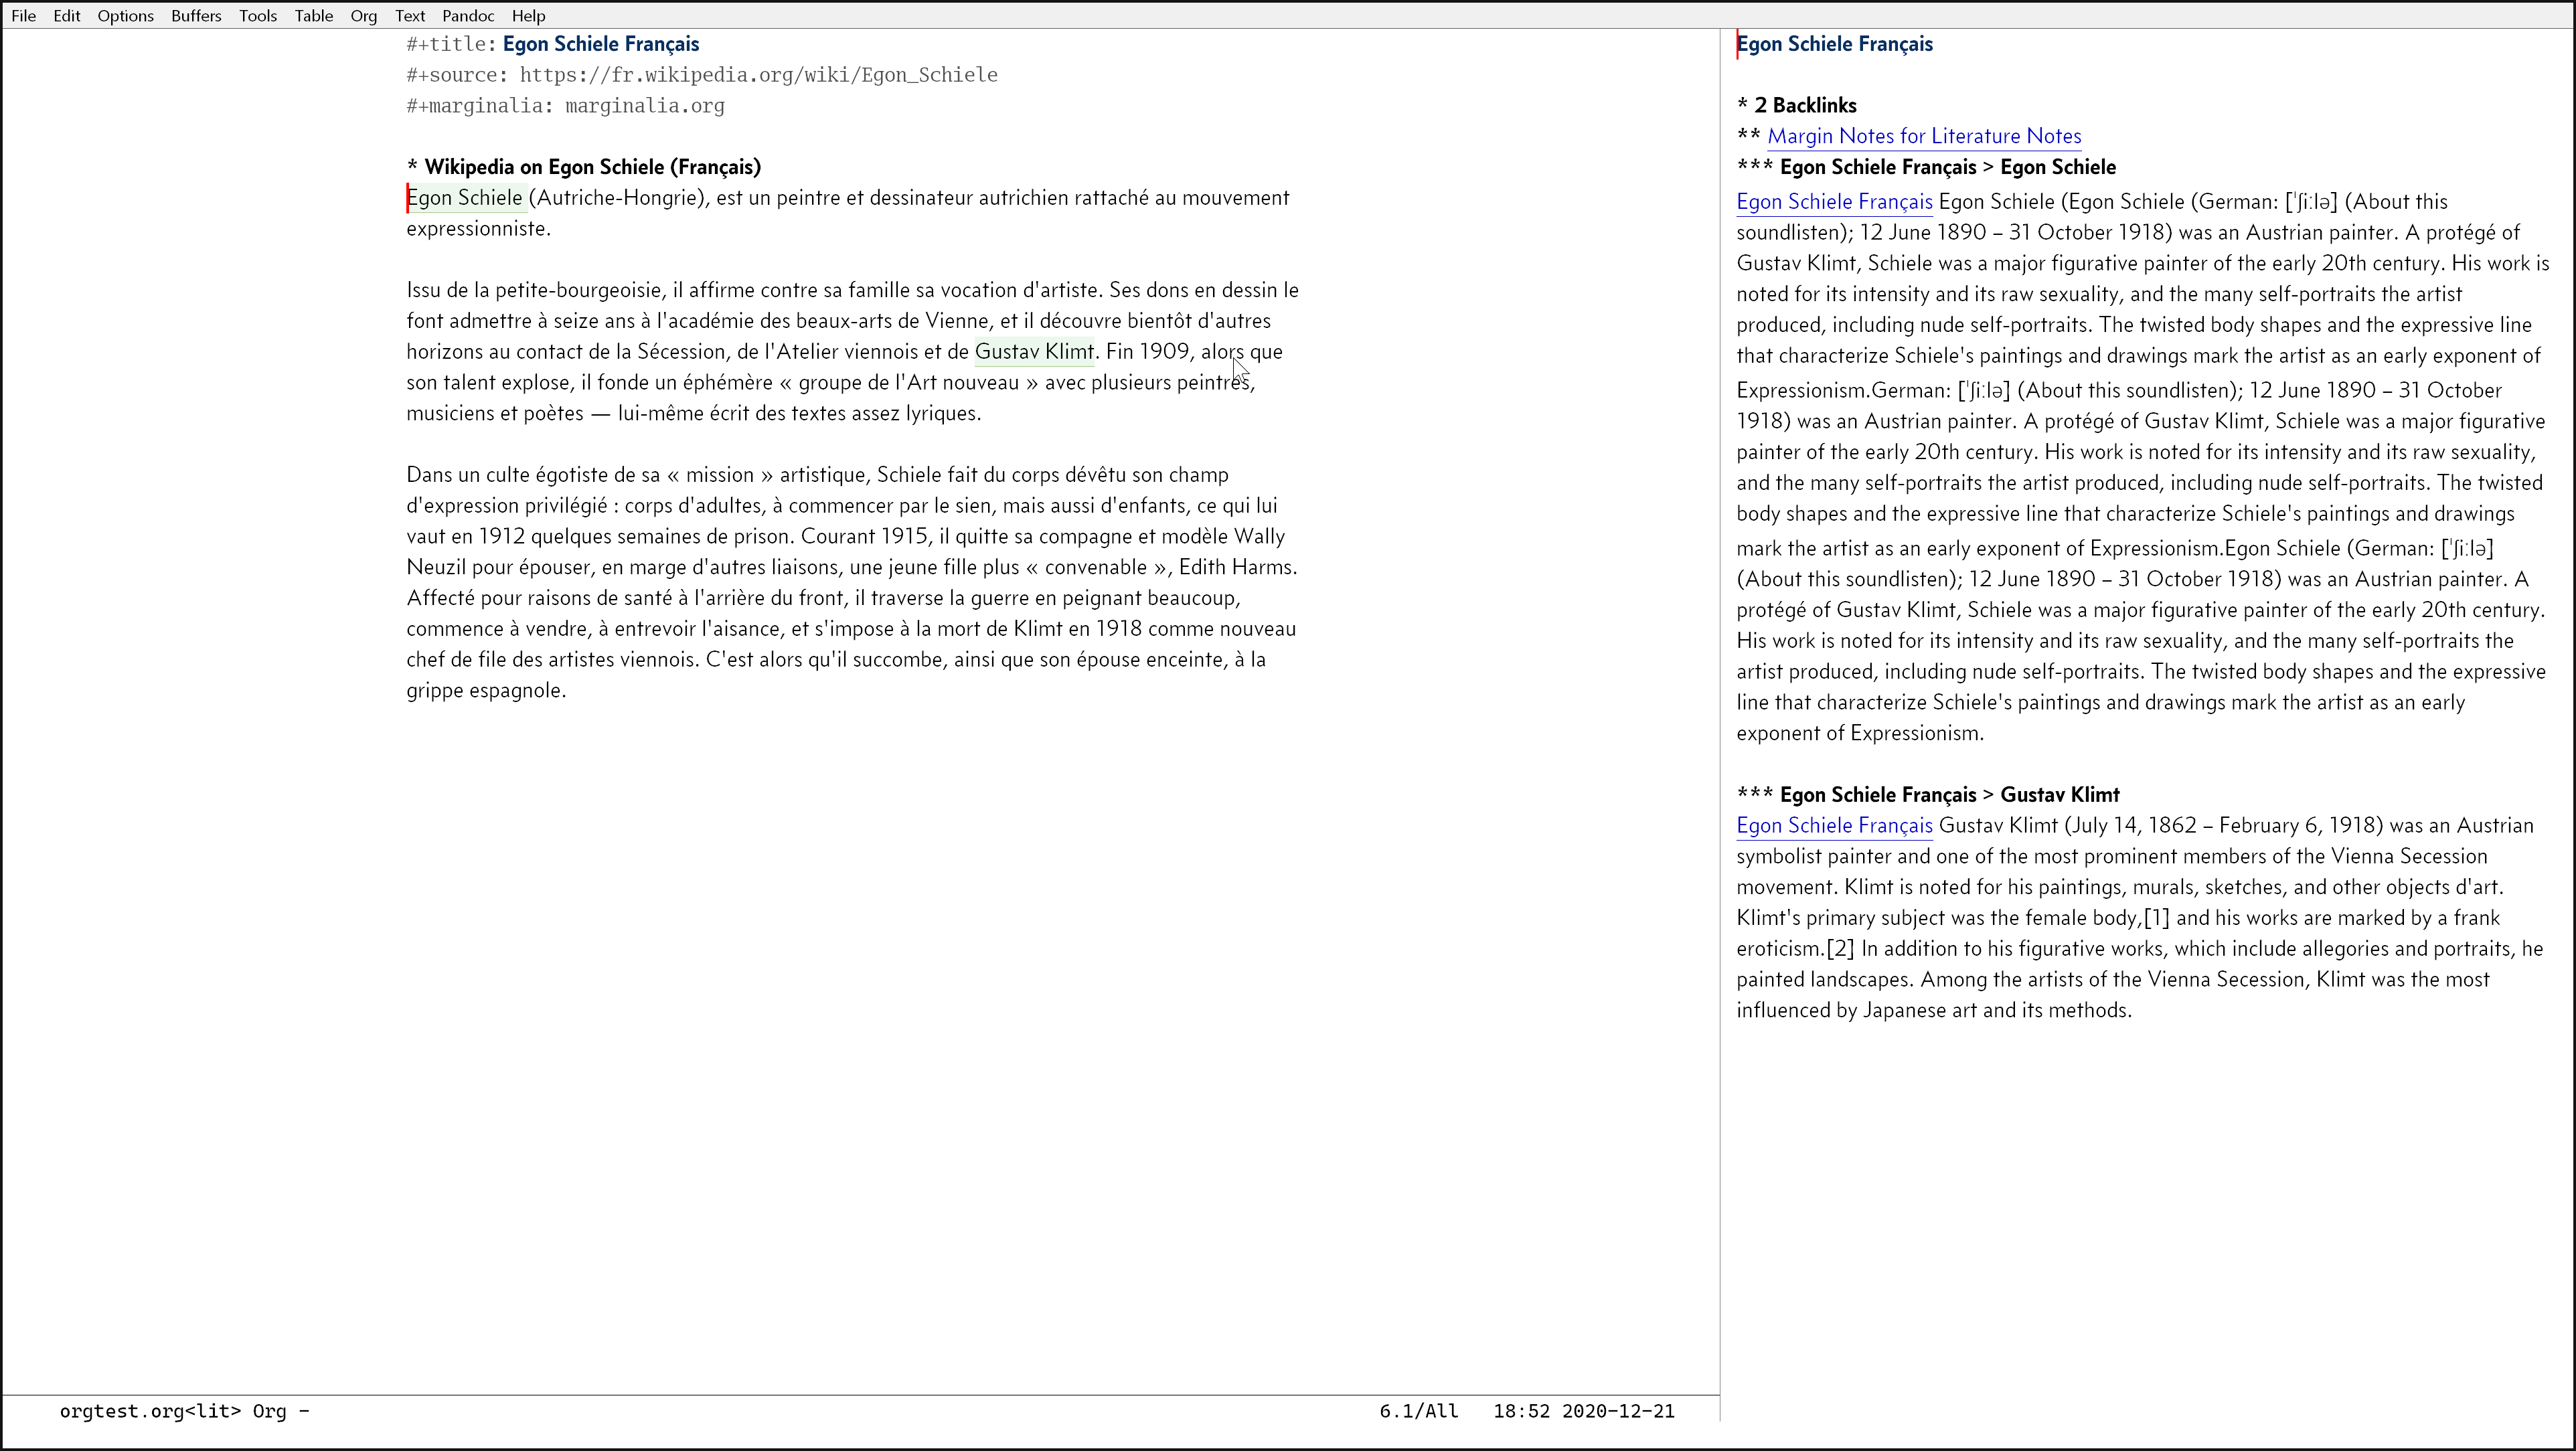 File Edit Options Buffers Tools Table Org Text Pandoc Help
#+title: Egon Schiele Français
#+source: https://fr.wikipedia.org/wiki/Egon_Schiele
#+marginalia: marginalia.org
* Wikipedia on Egon Schiele (Français)
Egon Schiele (Autriche-Hongrie), est un peintre et dessinateur autrichien rattaché au mouvement
expressionniste.
Issu de la petite-bourgeoisie, il affirme contre sa famille sa vocation d'artiste. Ses dons en dessin le
font admettre à seize ans à l'académie des beaux-arts de Vienne, et il découvre bientôt d'autres
horizons au contact de la Sécession, de l'Atelier viennois et de Gustav Klimt. Fin 1909, alors que
son talent explose, il fonde un éphémère « groupe de l'Art nouveau » avec plusieurs peintres,
musiciens et poètes — lui-même écrit des textes assez lyriques.
Dans un culte égotiste de sa « mission » artistique, Schiele fait du corps dévêtu son champ
d'expression privilégié : corps d'adultes, à commencer par le sien, mais aussi d'enfants, ce qui lui
vaut en 1912 quelques semaines de prison. Courant 1915, il quitte sa compagne et modèle Wally
Neuzil pour épouser, en marge d'autres liaisons, une jeune fille plus « convenable », Edith Harms.
Affecté pour raisons de santé à l'arrière du front, il traverse la guerre en peignant beaucoup,
commence à vendre, à entrevoir l'aisance, et s'impose à la mort de Klimt en 1918 comme nouveau
chef de file des artistes viennois. C'est alors qu'il succombe, ainsi que son épouse enceinte, à la
grippe espagnole.
orgtest.org<lit> Org -
6.1/All 18:52 2020-12-21
Egon Schiele Français
* 2 Backlinks
** Margin Notes for Literature Notes
*** Egon Schiele Français > Egon Schiele
Egon Schiele Français Egon Schiele (Egon Schiele (German: [ˈʃiːlə] (About this
soundlisten); 12 June 1890 – 31 October 1918) was an Austrian painter. A protégé of
Gustav Klimt, Schiele was a major figurative painter of the early 20th century. His work is
noted for its intensity and its raw sexuality, and the many self-portraits the artist
produced, including nude self-portraits. The twisted body shapes and the expressive line
that characterize Schiele's paintings and drawings mark the artist as an early exponent of
Expressionism.German: [ˈʃiːlə] (About this soundlisten); 12 June 1890 – 31 October
1918) was an Austrian painter. A protégé of Gustav Klimt, Schiele was a major figurative
painter of the early 20th century. His work is noted for its intensity and its raw sexuality,
and the many self-portraits the artist produced, including nude self-portraits. The twisted
body shapes and the expressive line that characterize Schiele's paintings and drawings
mark the artist as an early exponent of Expressionism.Egon Schiele (German: [ˈʃiːlə]
(About this soundlisten); 12 June 1890 – 31 October 1918) was an Austrian painter. A
protégé of Gustav Klimt, Schiele was a major figurative painter of the early 20th century.
His work is noted for its intensity and its raw sexuality, and the many self-portraits the
artist produced, including nude self-portraits. The twisted body shapes and the expressive
line that characterize Schiele's paintings and drawings mark the artist as an early
exponent of Expressionism.
*** Egon Schiele Français > Gustav Klimt
Egon Schiele Français Gustav Klimt (July 14, 1862 – February 6, 1918) was an Austrian
symbolist painter and one of the most prominent members of the Vienna Secession
movement. Klimt is noted for his paintings, murals, sketches, and other objects d'art.
Klimt's primary subject was the female body,[1] and his works are marked by a frank
eroticism.[2] In addition to his figurative works, which include allegories and portraits, he
painted landscapes. Among the artists of the Vienna Secession, Klimt was the most
influenced by Japanese art and its methods.